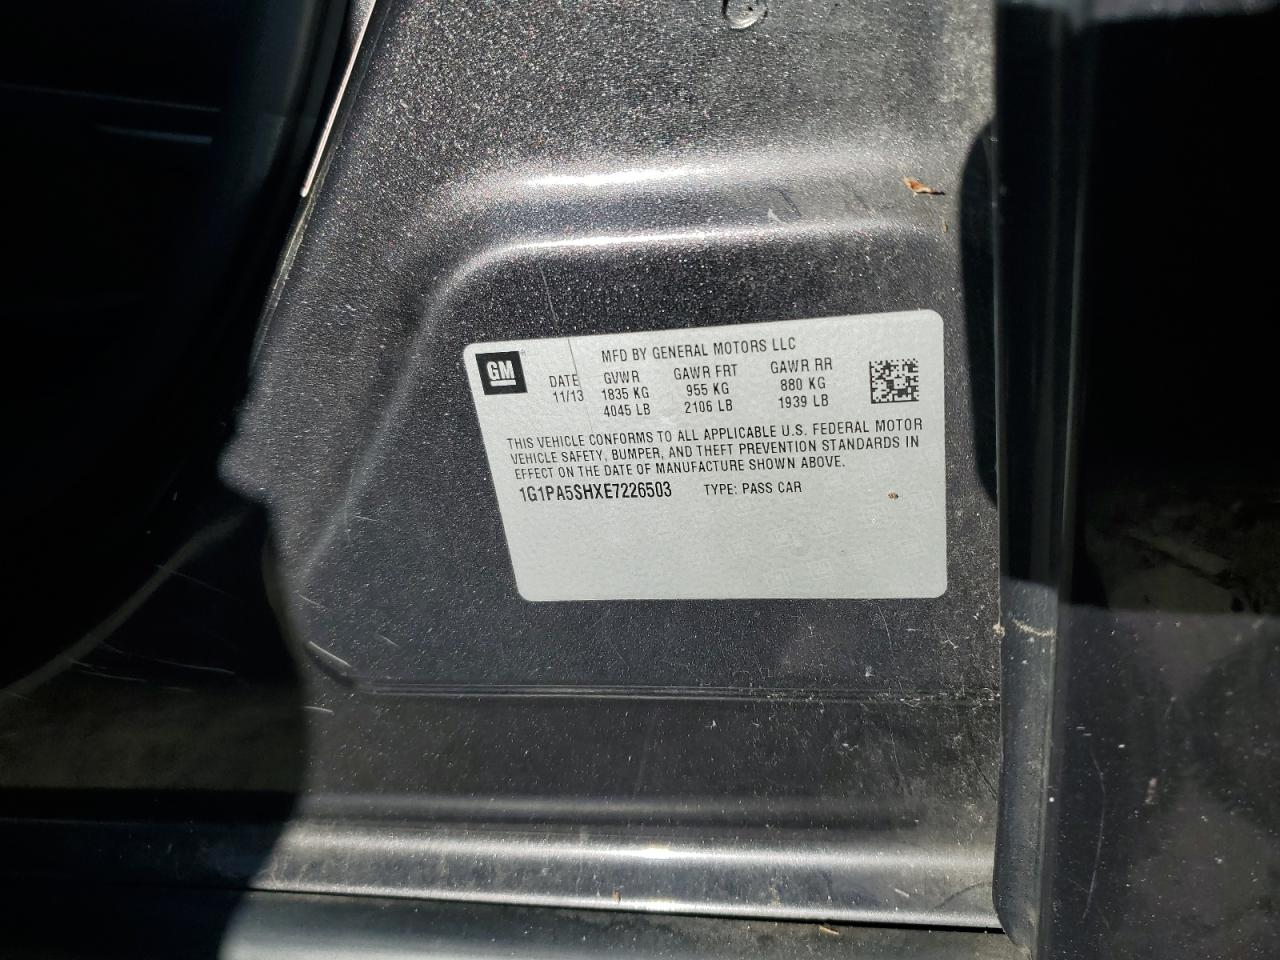 GM
MFD BY GENERAL MOTORS LLC
DATE GVWR GAWR FRT GAWR RR
11/13 1835 KG 955 KG 880 KG
4045 LB 2106 LB 1939 LB
THIS VEHICLE CONFORMS TO ALL APPLICABLE U.S. FEDERAL MOTOR
VEHICLE SAFETY, BUMPER, AND THEFT PREVENTION STANDARDS IN
EFFECT ON THE DATE OF MANUFACTURE SHOWN ABOVE.
1G1PA5SHXE7226503 TYPE: PASS CAR